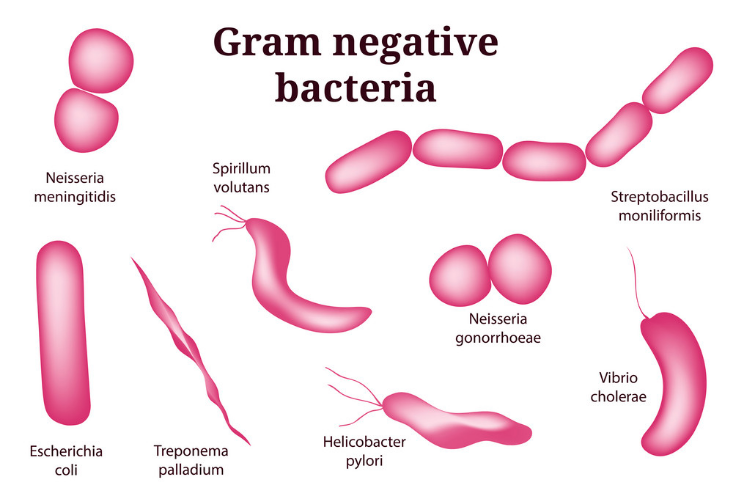 Gram negative
bacteria
Neisseria
meningitidis
Spirillum
volutans
Streptobacillus
moniliformis
Neisseria
gonorrhoeae
Vibrio
cholerae
Escherichia
coli
Treponema
palladium
Helicobacter
pylori